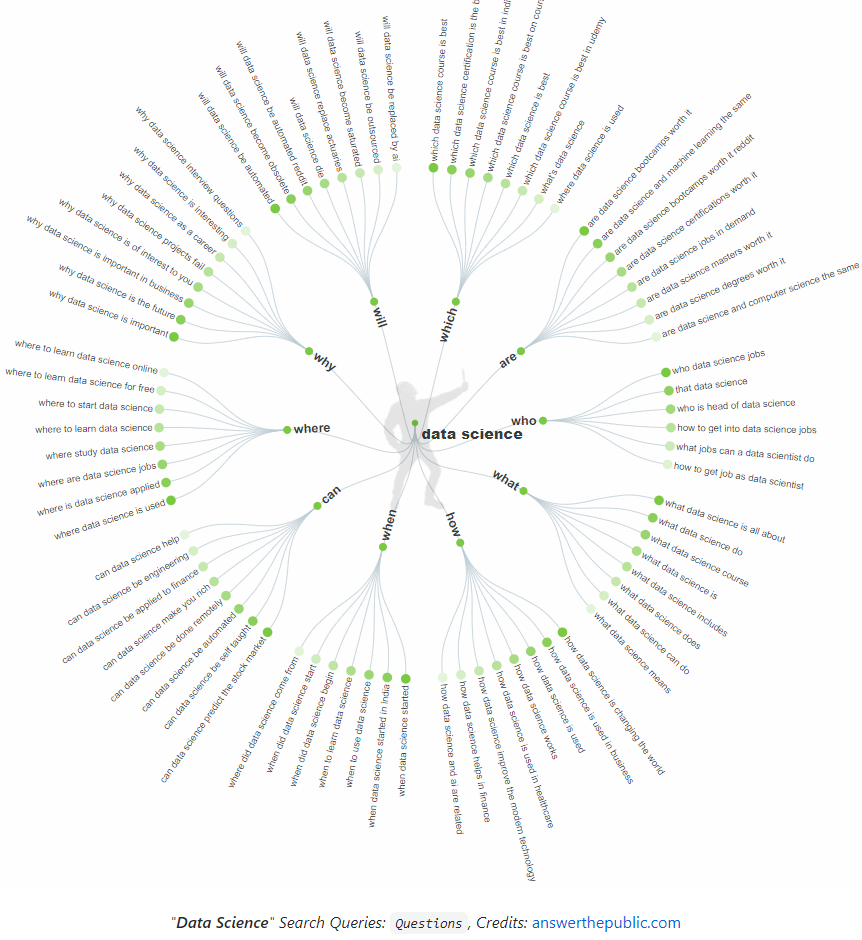 data science
will
will data science be automated
will data science become obsolete
will data science be automated reddit
will data science die
will data science replace actuaries
will data science become saturated
will data science be outsourced
will data science be replaced by ai
which
which data science course is best
which data science certification is the b
which data science course is best in indi
which data science course is best on cour
which data science is best
which data science course is best in udemy
what's data science
where data science is used
are
are data science bootcamps worth it
are data science and machine learning the same
are data science bootcamps worth it reddit
are data science certifications worth it
are data science jobs in demand
are data science masters worth it
are data science degrees worth it
are data science and computer science the same
who
who data science jobs
that data science
who is head of data science
how to get into data science jobs
what jobs can a data scientist do
how to get job as data scientist
what
what data science is all about
what data science do
what data science course
what data science is
what data science includes
what data science does
what data science can do
what data science means
how
how data science is changing the world
how data science is used in business
how data science is used
how data science works
how data science is used in healthcare
how data science improve the modern technology
how data science helps in finance
how data science and ai are related
when
when data science started
when data science started in India
when to use data science
when to learn data science
when did data science begin
when did data science start
where did data science come from
can
can data science predict the stock market
can data science be self taught
can data science be automated
can data science be done remotely
can data science make you rich
can data science be applied to finance
can data science be engineering
can data science help
where
where data science is used
where is data science applied
where are data science jobs
where study data science
where to learn data science
where to start data science
where to learn data science for free
where to learn data science online
why
why data science is important
why data science is the future
why data science is important in business
why data science is of interest to you
why data science projects fail
why data science as a career
why data science is interesting
why data science interview questions
"Data Science" Search Queries: Questions , Credits: answerthepublic.com